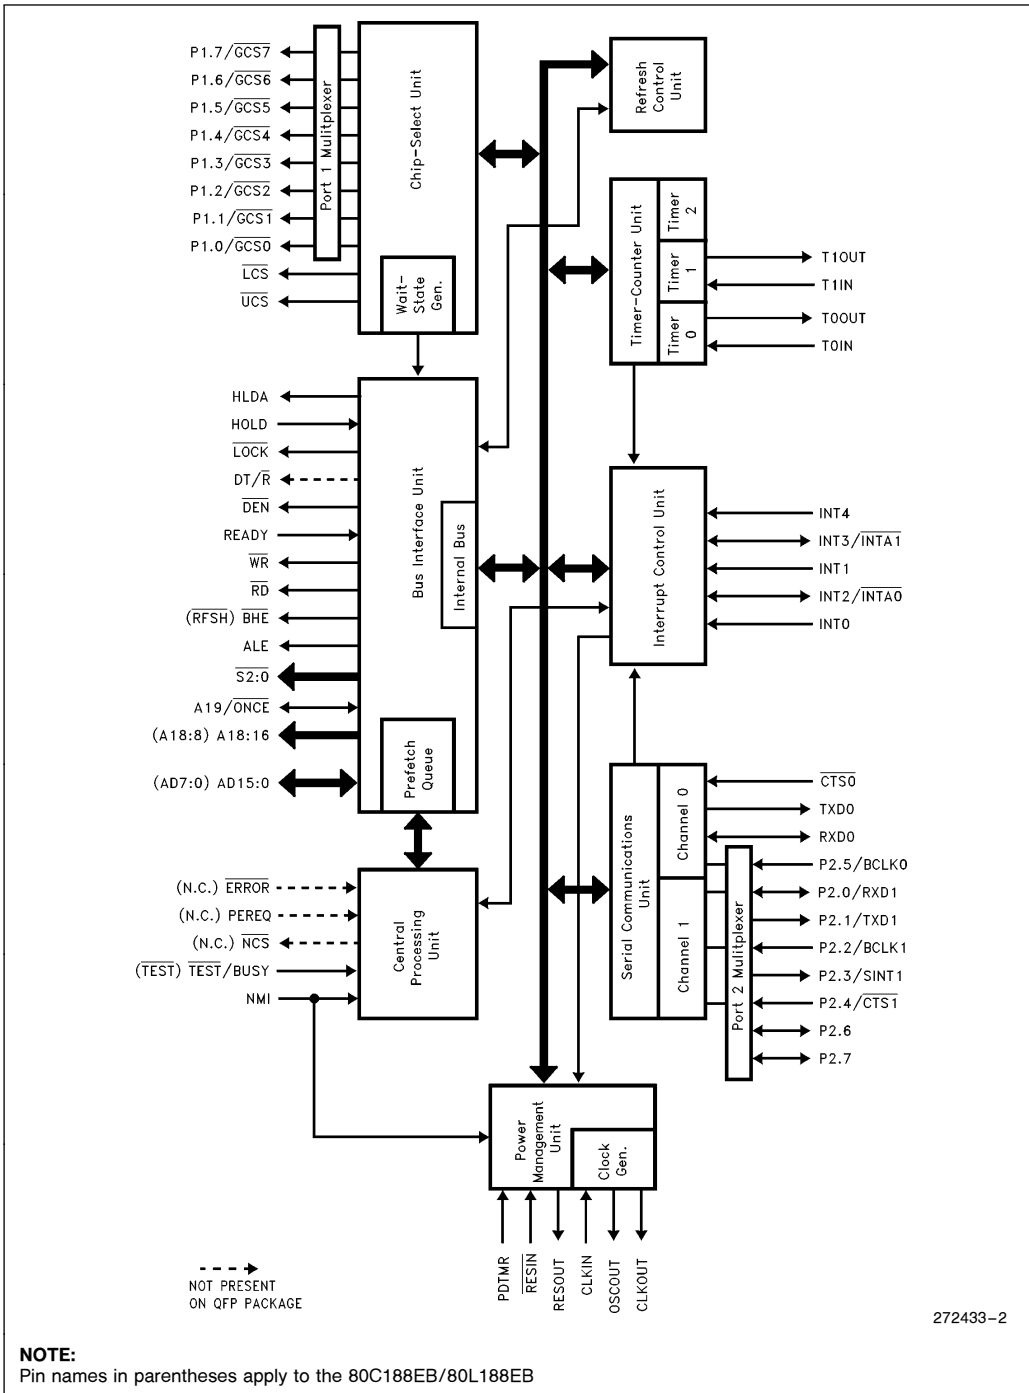 P1.7/GCS7
P1.6/GCS6
P1.5/GCS5
P1.4/GCS4
P1.3/GCS3
P1.2/GCS2
P1.1/GCS1
P1.0/GCS0
LCS
UCS
Port 1 Mulitplexer
Chip-Select Unit
Wait-
State
Gen.
Refresh
Control
Unit
Timer-Counter Unit
Timer
2
Timer
1
Timer
0
T1OUT
T1IN
T0OUT
T0IN
HLDA
HOLD
LOCK
DT/R
DEN
READY
WR
RD
(RFSH) BHE
ALE
S2:0
A19/ONCE
(A18:8) A18:16
(AD7:0) AD15:0
Bus Interface Unit
Internal Bus
Prefetch
Queue
Interrupt Control Unit
INT4
INT3/INTA1
INT1
INT2/INTA0
INT0
(N.C.) ERROR
(N.C.) PEREQ
(N.C.) NCS
(TEST) TEST/BUSY
NMI
Central
Processing
Unit
Serial Communications
Unit
Channel 0
Channel 1
Port 2 Mulitplexer
CTS0
TXD0
RXD0
P2.5/BCLK0
P2.0/RXD1
P2.1/TXD1
P2.2/BCLK1
P2.3/SINT1
P2.4/CTS1
P2.6
P2.7
Power
Management
Unit
Clock
Gen.
PDTMR
RESIN
RESOUT
CLKIN
OSCOUT
CLKOUT
NOT PRESENT
ON QFP PACKAGE
272433-2
NOTE:
Pin names in parentheses apply to the 80C188EB/80L188EB